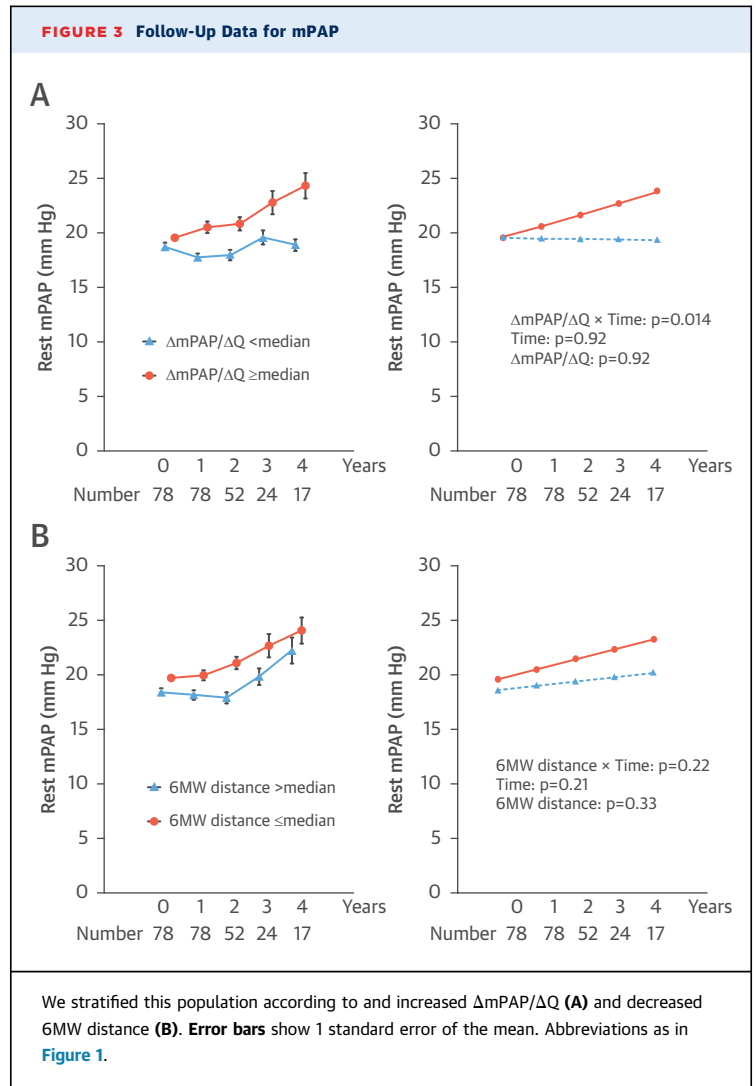 FIGURE 3 Follow-Up Data for mPAP
A
Rest mPAP (mm Hg)
30
25
20
15
10
5
0
ΔmPAP/ΔQ <median
ΔmPAP/ΔQ ≥median
0 1 2 3 4 Years
Number 78 78 52 24 17
Rest mPAP (mm Hg)
30
25
20
15
10
5
0
ΔmPAP/ΔQ × Time: p=0.014
Time: p=0.92
ΔmPAP/ΔQ: p=0.92
0 1 2 3 4 Years
Number 78 78 52 24 17
B
Rest mPAP (mm Hg)
30
25
20
15
10
5
0
6MW distance >median
6MW distance ≤median
0 1 2 3 4 Years
Number 78 78 52 24 17
Rest mPAP (mm Hg)
30
25
20
15
10
5
0
6MW distance × Time: p=0.22
Time: p=0.21
6MW distance: p=0.33
0 1 2 3 4 Years
Number 78 78 52 24 17
We stratified this population according to and increased ΔmPAP/ΔQ (A) and decreased
6MW distance (B). Error bars show 1 standard error of the mean. Abbreviations as in
Figure 1.